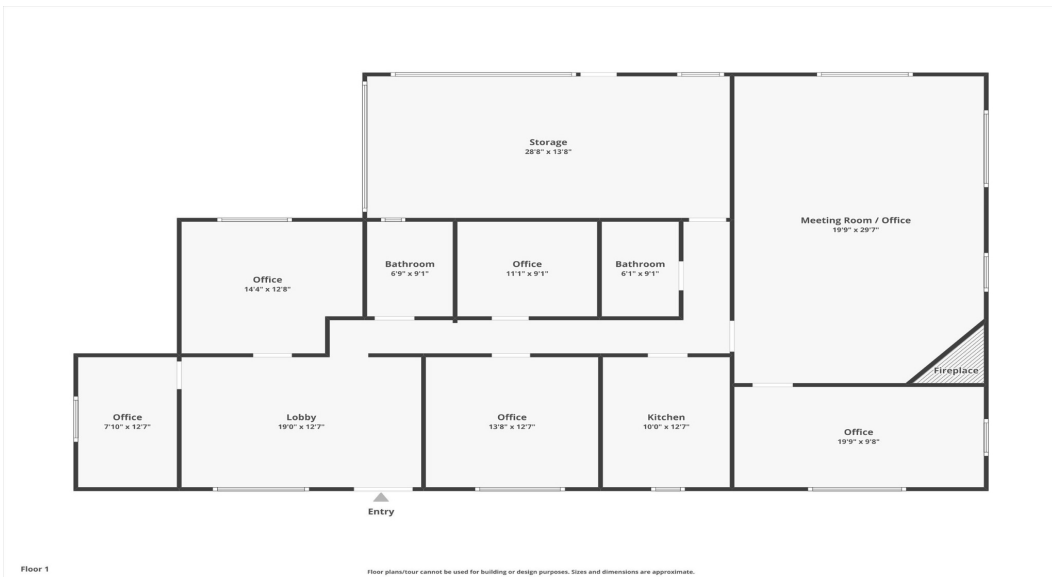 Storage
28'8" x 13'8"
Meeting Room / Office
19'9" x 29'7"
Office
14'4" x 12'8"
Bathroom
6'9" x 9'1"
Office
11'1" x 9'1"
Bathroom
6'1" x 9'1"
Fireplace
Office
7'10" x 12'7"
Lobby
19'0" x 12'7"
Office
13'8" x 12'7"
Kitchen
10'0" x 12'7"
Office
19'9" x 9'8"
Entry
Floor 1
Floor plans/tour cannot be used for building or design purposes. Sizes and dimensions are approximate.